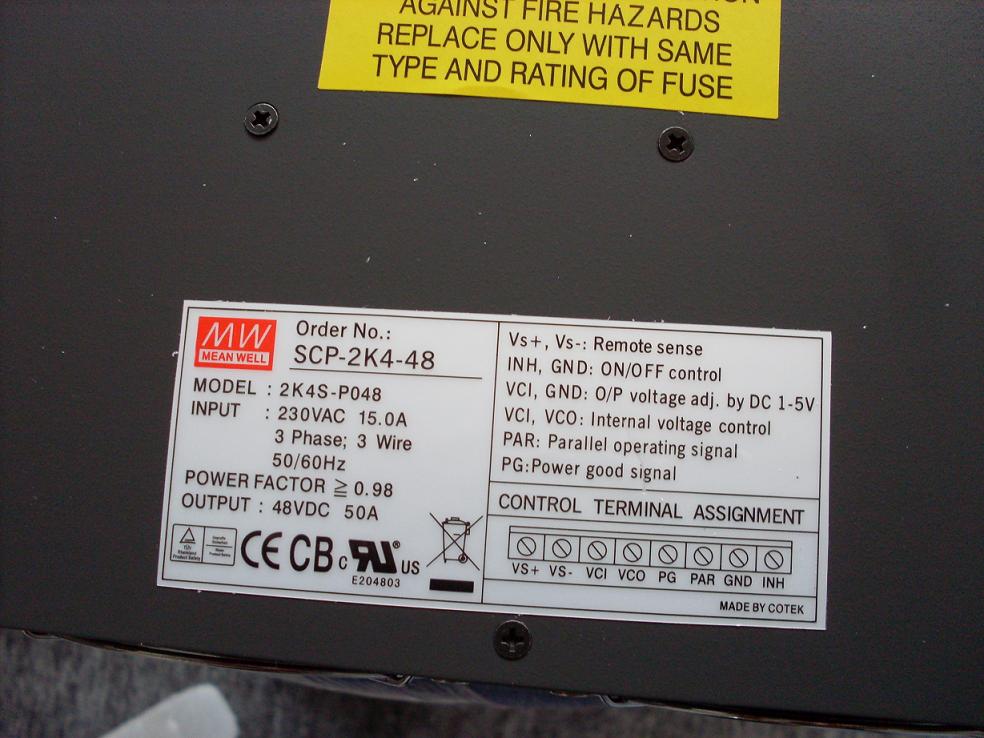 AGAINST FIRE HAZARDS
REPLACE ONLY WITH SAME
TYPE AND RATING OF FUSE
MW
MEAN WELL
Order No.:
SCP-2K4-48
MODEL : 2K4S-P048
INPUT : 230VAC 15.0A
3 Phase; 3 Wire
50/60Hz
POWER FACTOR ≧ 0.98
OUTPUT : 48VDC 50A
CE CB c RU ® US
E204803
Vs+, Vs-: Remote sense
INH, GND: ON/OFF control
VCI, GND: O/P voltage adj. by DC 1-5V
VCI, VCO: Internal voltage control
PAR: Parallel operating signal
PG:Power good signal
CONTROL TERMINAL ASSIGNMENT
VS+ VS- VCI VCO PG PAR GND INH
MADE BY COTEK